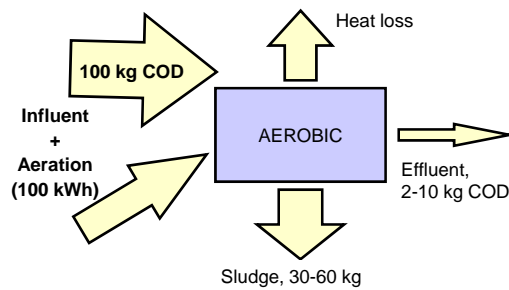 Heat loss
100 kg COD
Influent
+
Aeration
(100 kWh)
AEROBIC
Effluent,
2-10 kg COD
Sludge, 30-60 kg